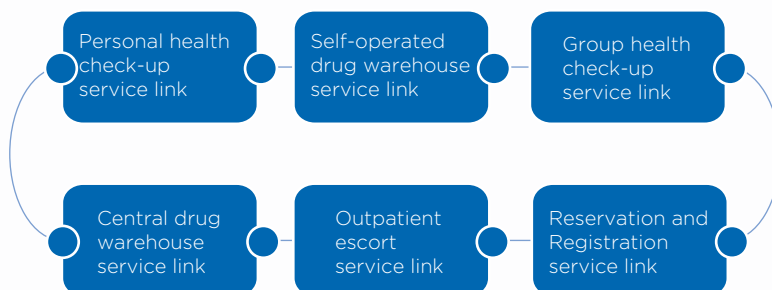 Personal health
check-up
service link
Self-operated
drug warehouse
service link
Group health
check-up
service link
Central drug
warehouse
service link
Outpatient
escort
service link
Reservation and
Registration
service link